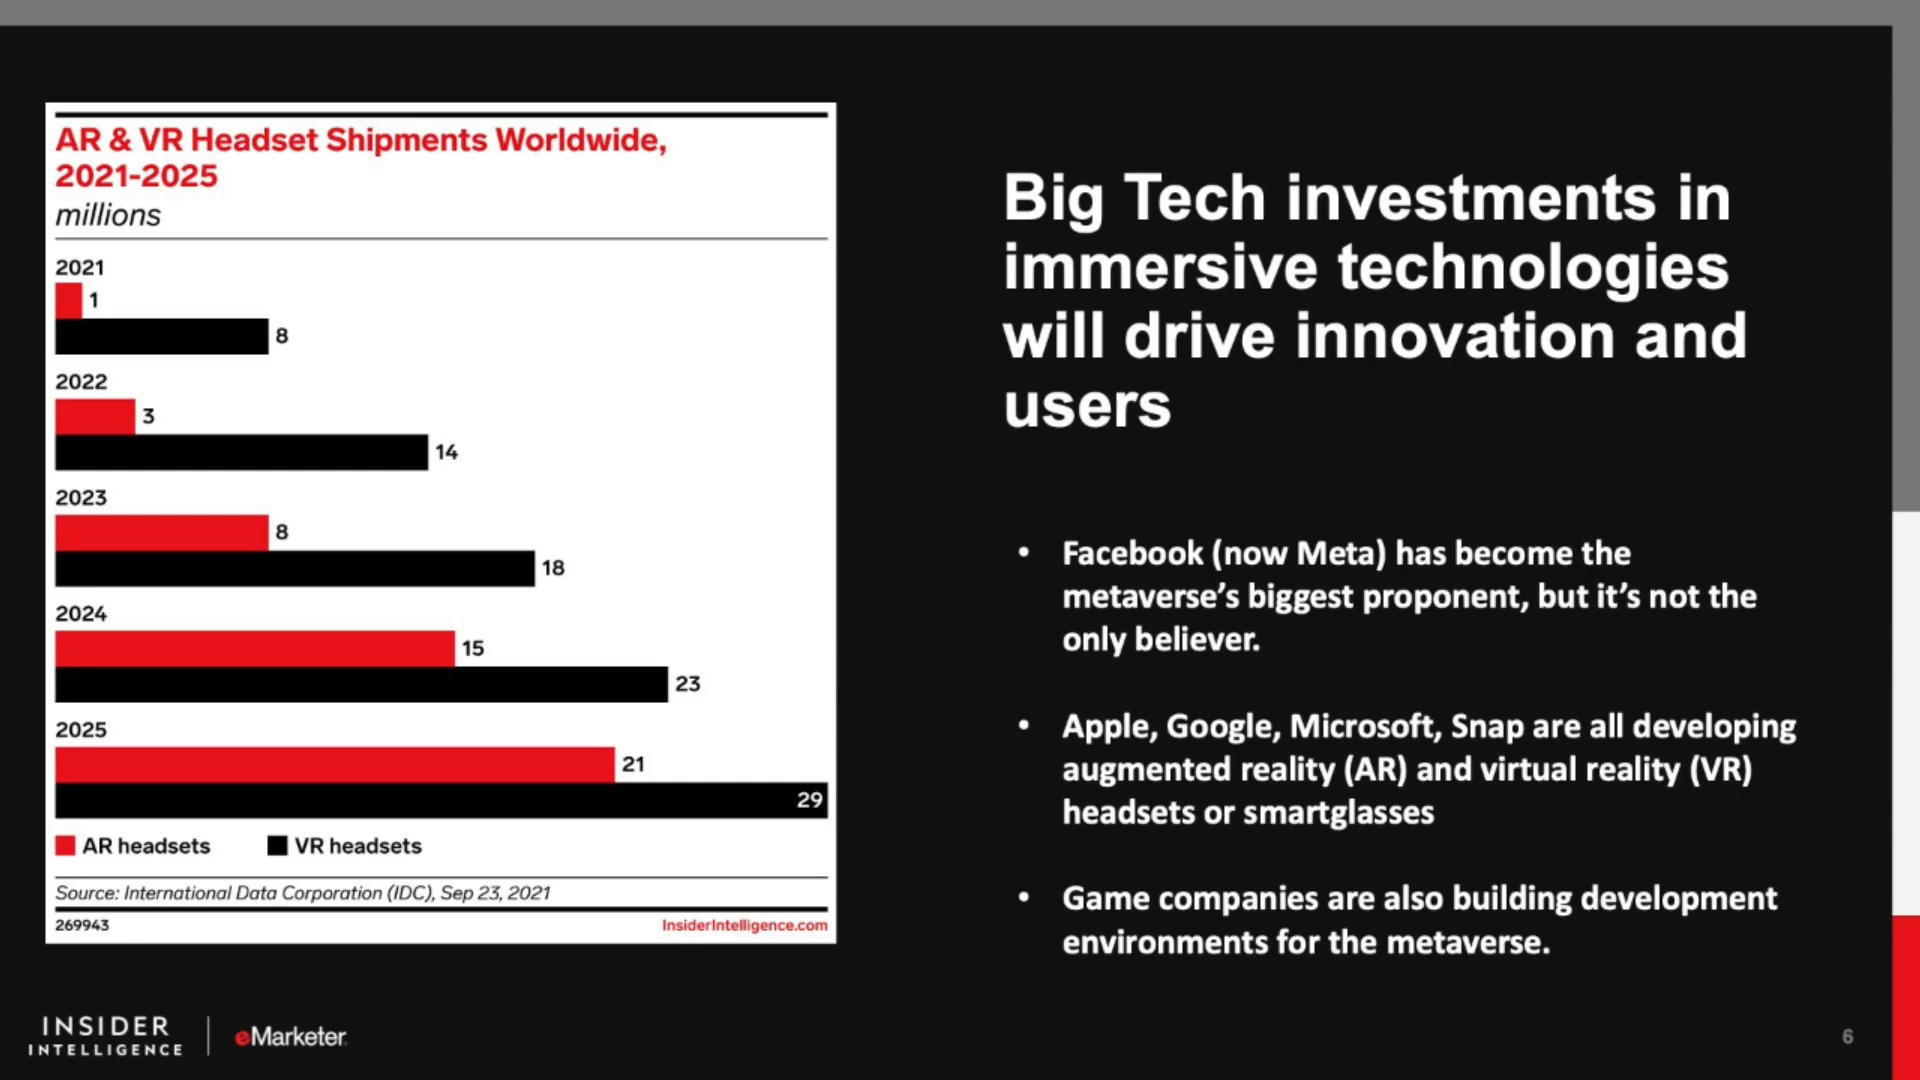 AR & VR Headset Shipments Worldwide,
2021-2025
millions
2021
1
8
2022
3
14
2023
8
18
2024
15
23
2025
21
29
AR headsets
VR headsets
Source: International Data Corporation (IDC), Sep 23, 2021
269943
InsiderIntelligence.com
Big Tech investments in
immersive technologies
will drive innovation and
users
• Facebook (now Meta) has become the
metaverse’s biggest proponent, but it’s not the
only believer.
• Apple, Google, Microsoft, Snap are all developing
augmented reality (AR) and virtual reality (VR)
headsets or smartglasses
• Game companies are also building development
environments for the metaverse.
INSIDER
INTELLIGENCE
eMarketer
6